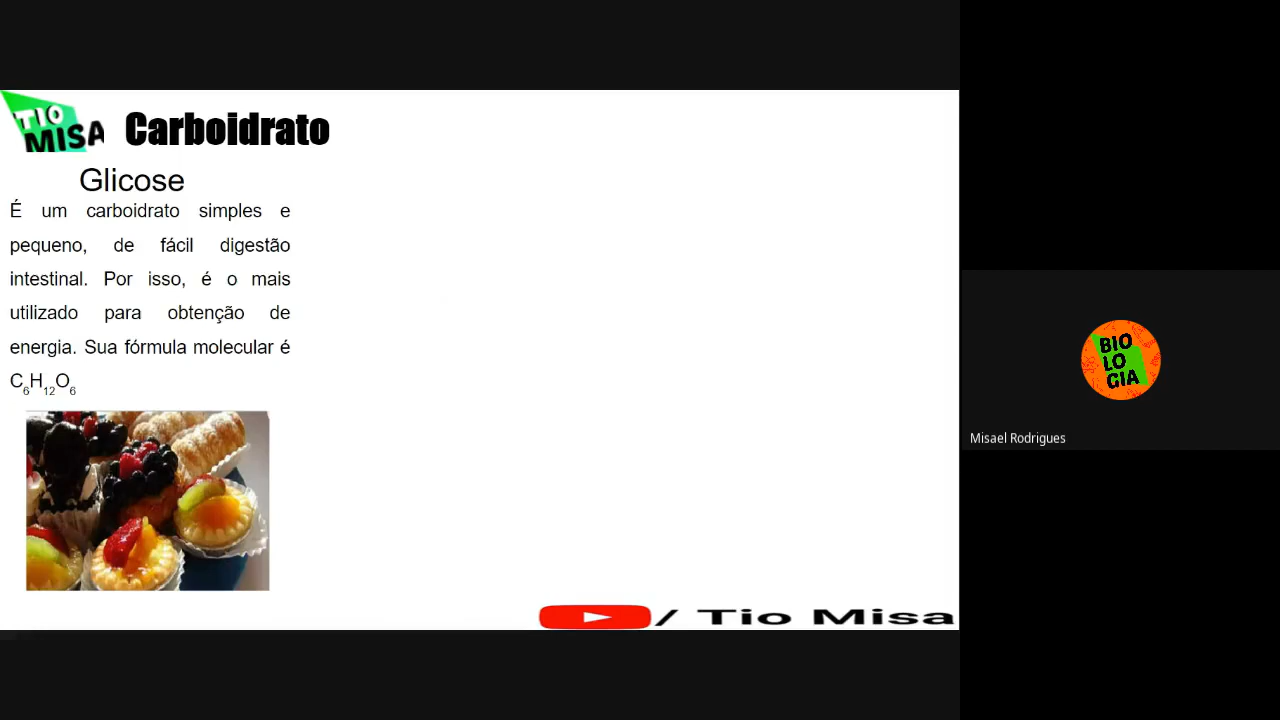 TIO
MISA
Carboidrato
Glicose
É um carboidrato simples e
pequeno, de fácil digestão
intestinal. Por isso, é o mais
utilizado para obtenção de
energia. Sua fórmula molecular é
C6H12O6
/ Tio Misa
BIO
LO
GIA
Misael Rodrigues